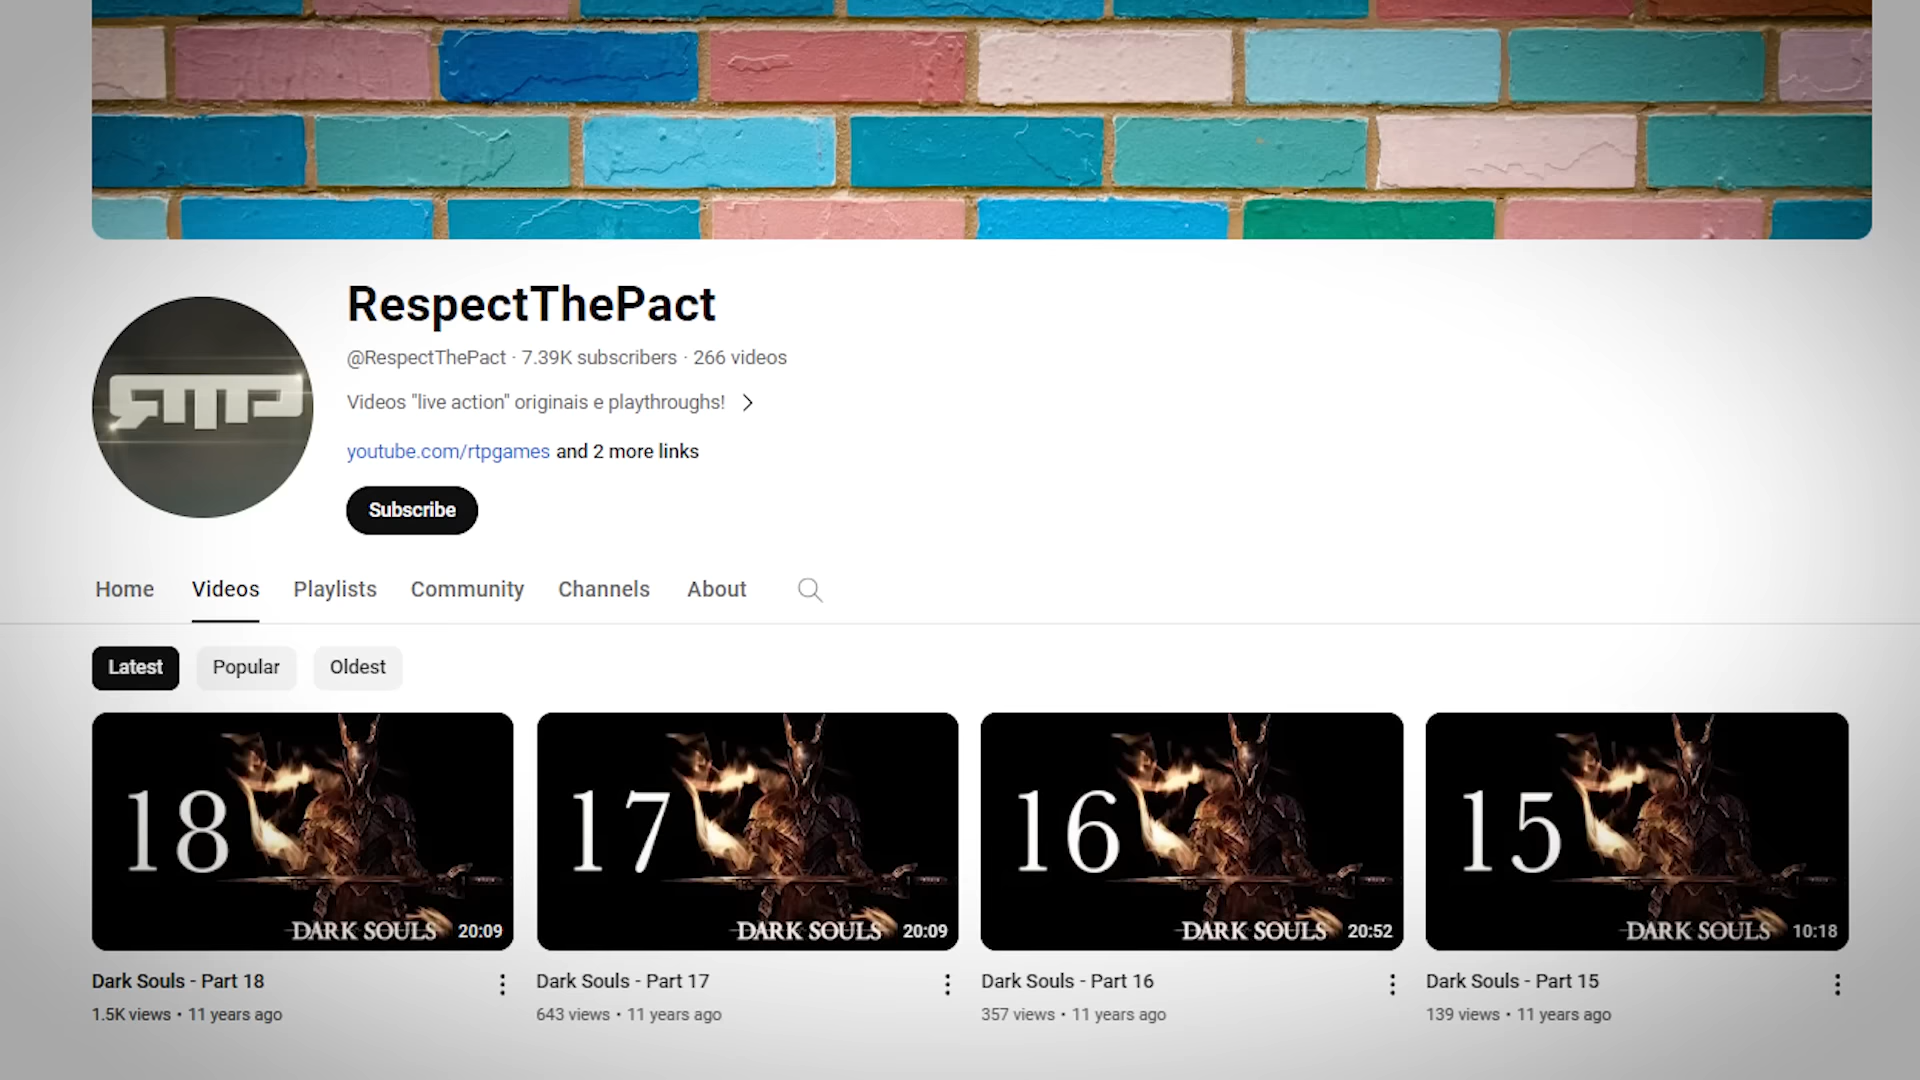 RespectThePact
@RespectThePact · 7.39K subscribers · 266 videos
Videos "live action" originais e playthroughs!
youtube.com/rtpgames and 2 more links
Subscribe
Home Videos Playlists Community Channels About
Latest Popular Oldest
18 DARK SOULS 20:09
17 DARK SOULS 20:09
16 DARK SOULS 20:52
15 DARK SOULS 10:18
Dark Souls - Part 18
1.5K views • 11 years ago
Dark Souls - Part 17
643 views • 11 years ago
Dark Souls - Part 16
357 views • 11 years ago
Dark Souls - Part 15
139 views • 11 years ago